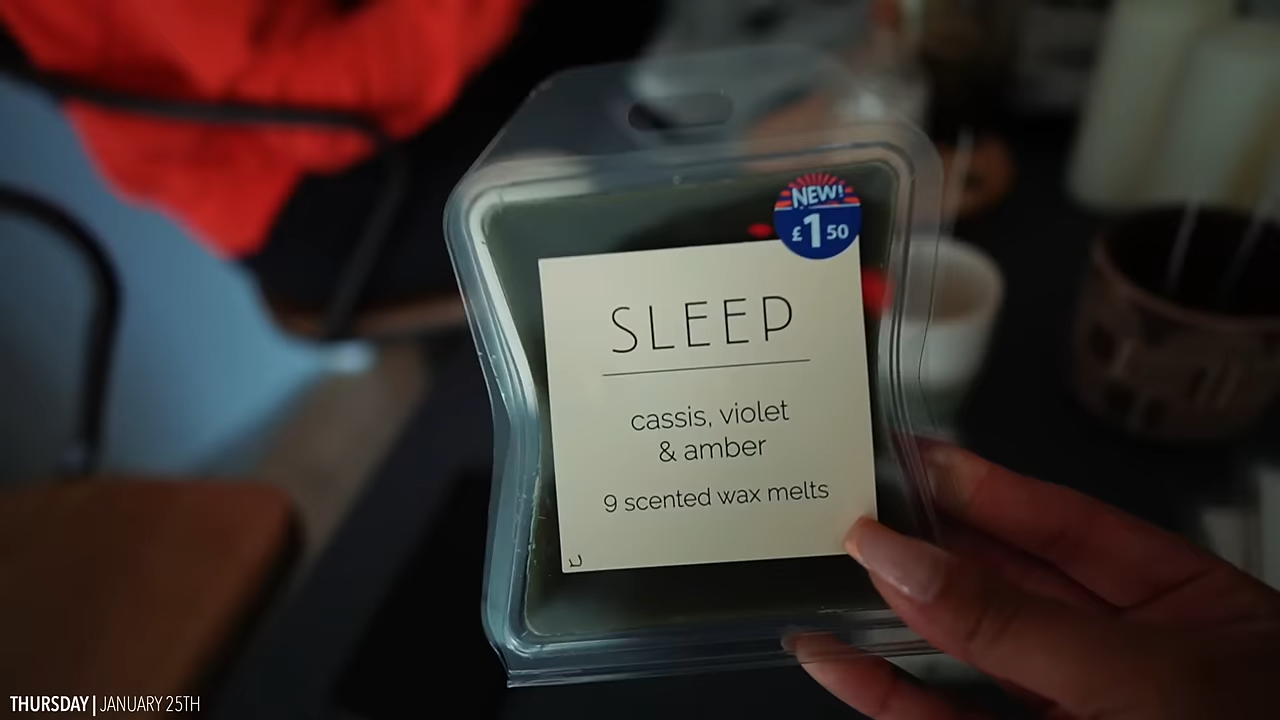 NEW!
£1 50
SLEEP
cassis, violet
& amber
9 scented wax melts
THURSDAY | JANUARY 25TH